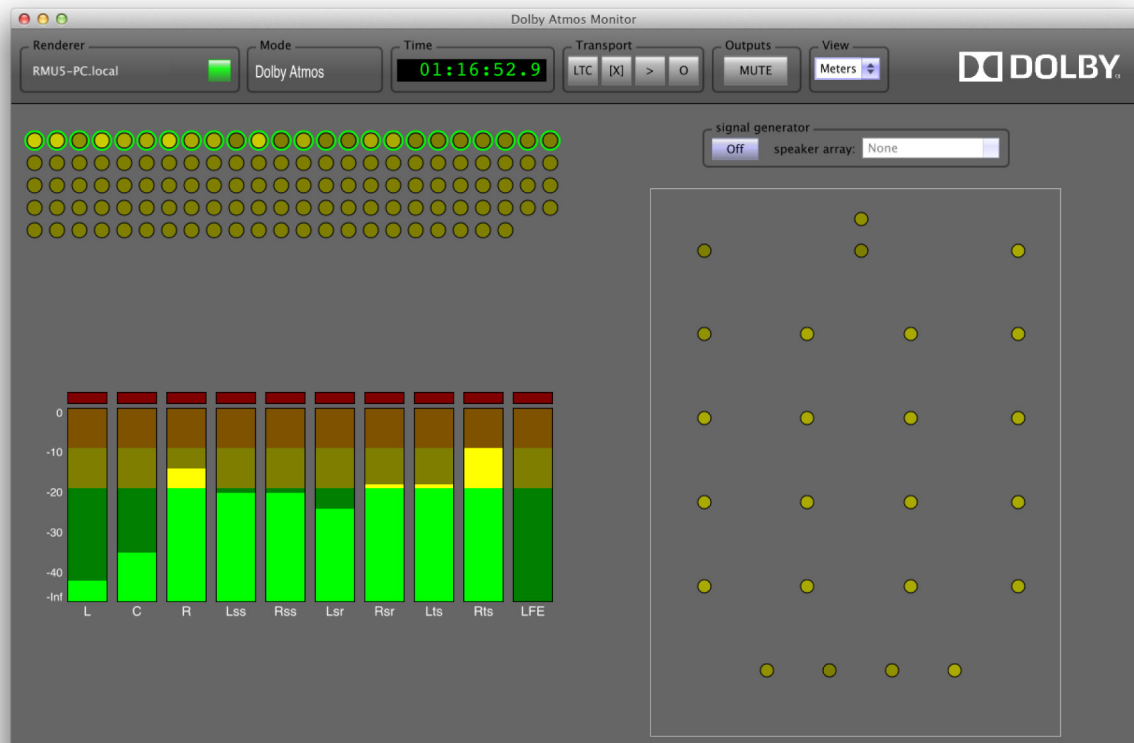 Dolby Atmos Monitor
Renderer
RMU5-PC.local
Mode
Dolby Atmos
Time
01:16:52.9
Transport
LTC [X] > O
Outputs
MUTE
View
Meters
DOLBY
signal generator
Off speaker array: None
0
-10
-20
-30
-40
-Inf
L C R Lss Rss Lsr Rsr Lts Rts LFE